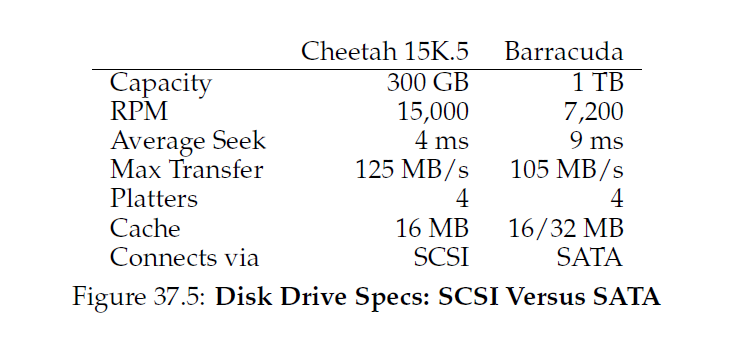 Cheetah 15K.5 Barracuda
Capacity 300 GB 1 TB
RPM 15,000 7,200
Average Seek 4 ms 9 ms
Max Transfer 125 MB/s 105 MB/s
Platters 4 4
Cache 16 MB 16/32 MB
Connects via SCSI SATA
Figure 37.5: Disk Drive Specs: SCSI Versus SATA